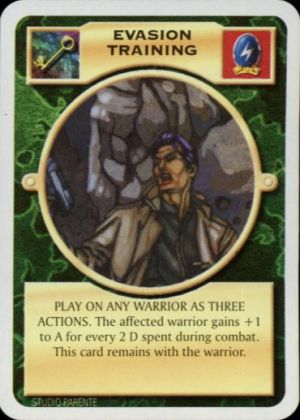 EVASION
TRAINING
PLAY ON ANY WARRIOR AS THREE
ACTIONS. The affected warrior gains +1
to A for every 2 D spent during combat.
This card remains with the warrior.
STUDIO PARENTE